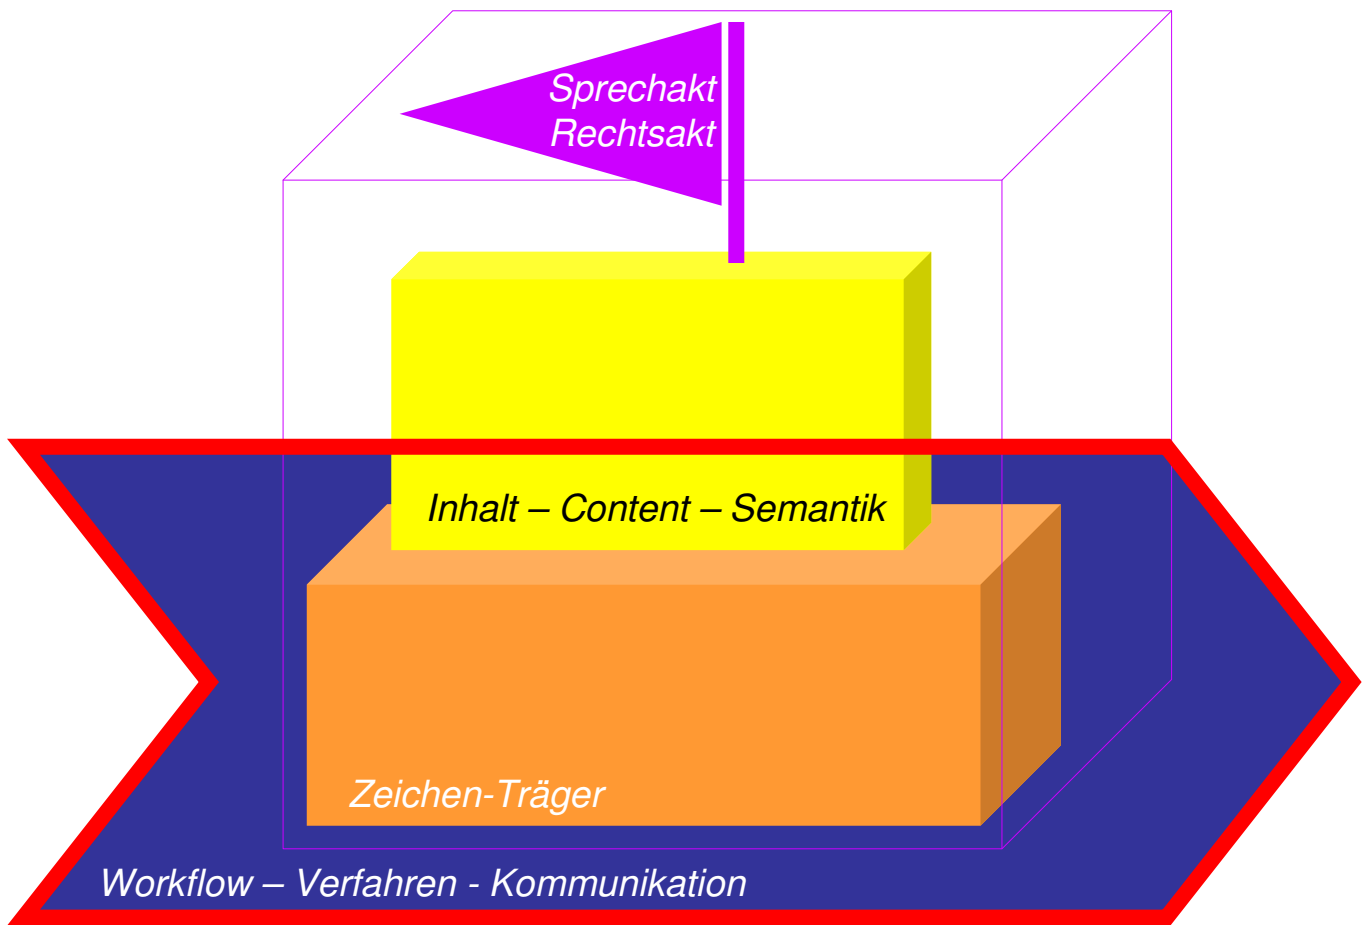 Sprechakt
Rechtsakt
Inhalt – Content – Semantik
Zeichen-Träger
Workflow – Verfahren - Kommunikation